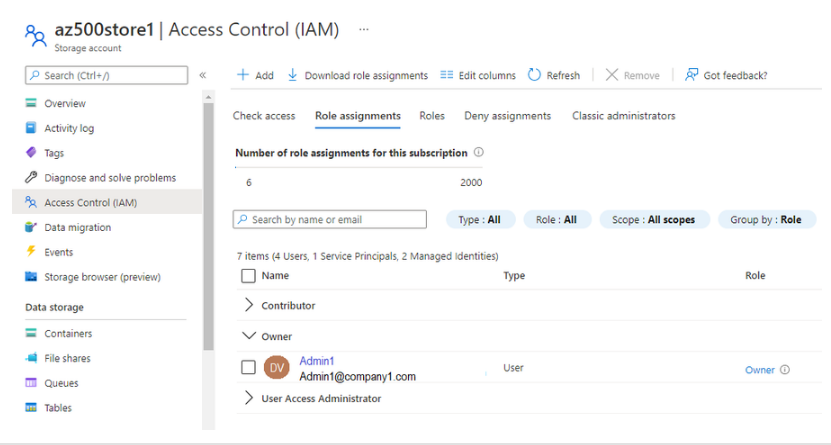 az500store1 | Access Control (IAM) ...
Storage account
Search (Ctrl+/) «
Add Download role assignments Edit columns Refresh Remove Got feedback?
Overview
Activity log
Tags
Diagnose and solve problems
Access Control (IAM)
Data migration
Events
Storage browser (preview)
Data storage
Containers
File shares
Queues
Tables
Check access Role assignments Roles Deny assignments Classic administrators
Number of role assignments for this subscription
6 2000
Search by name or email Type : All Role : All Scope : All scopes Group by : Role
7 items (4 Users, 1 Service Principals, 2 Managed Identities)
Name Type Role
Contributor
Owner
DV Admin1 User Owner
Admin1@company1.com
User Access Administrator